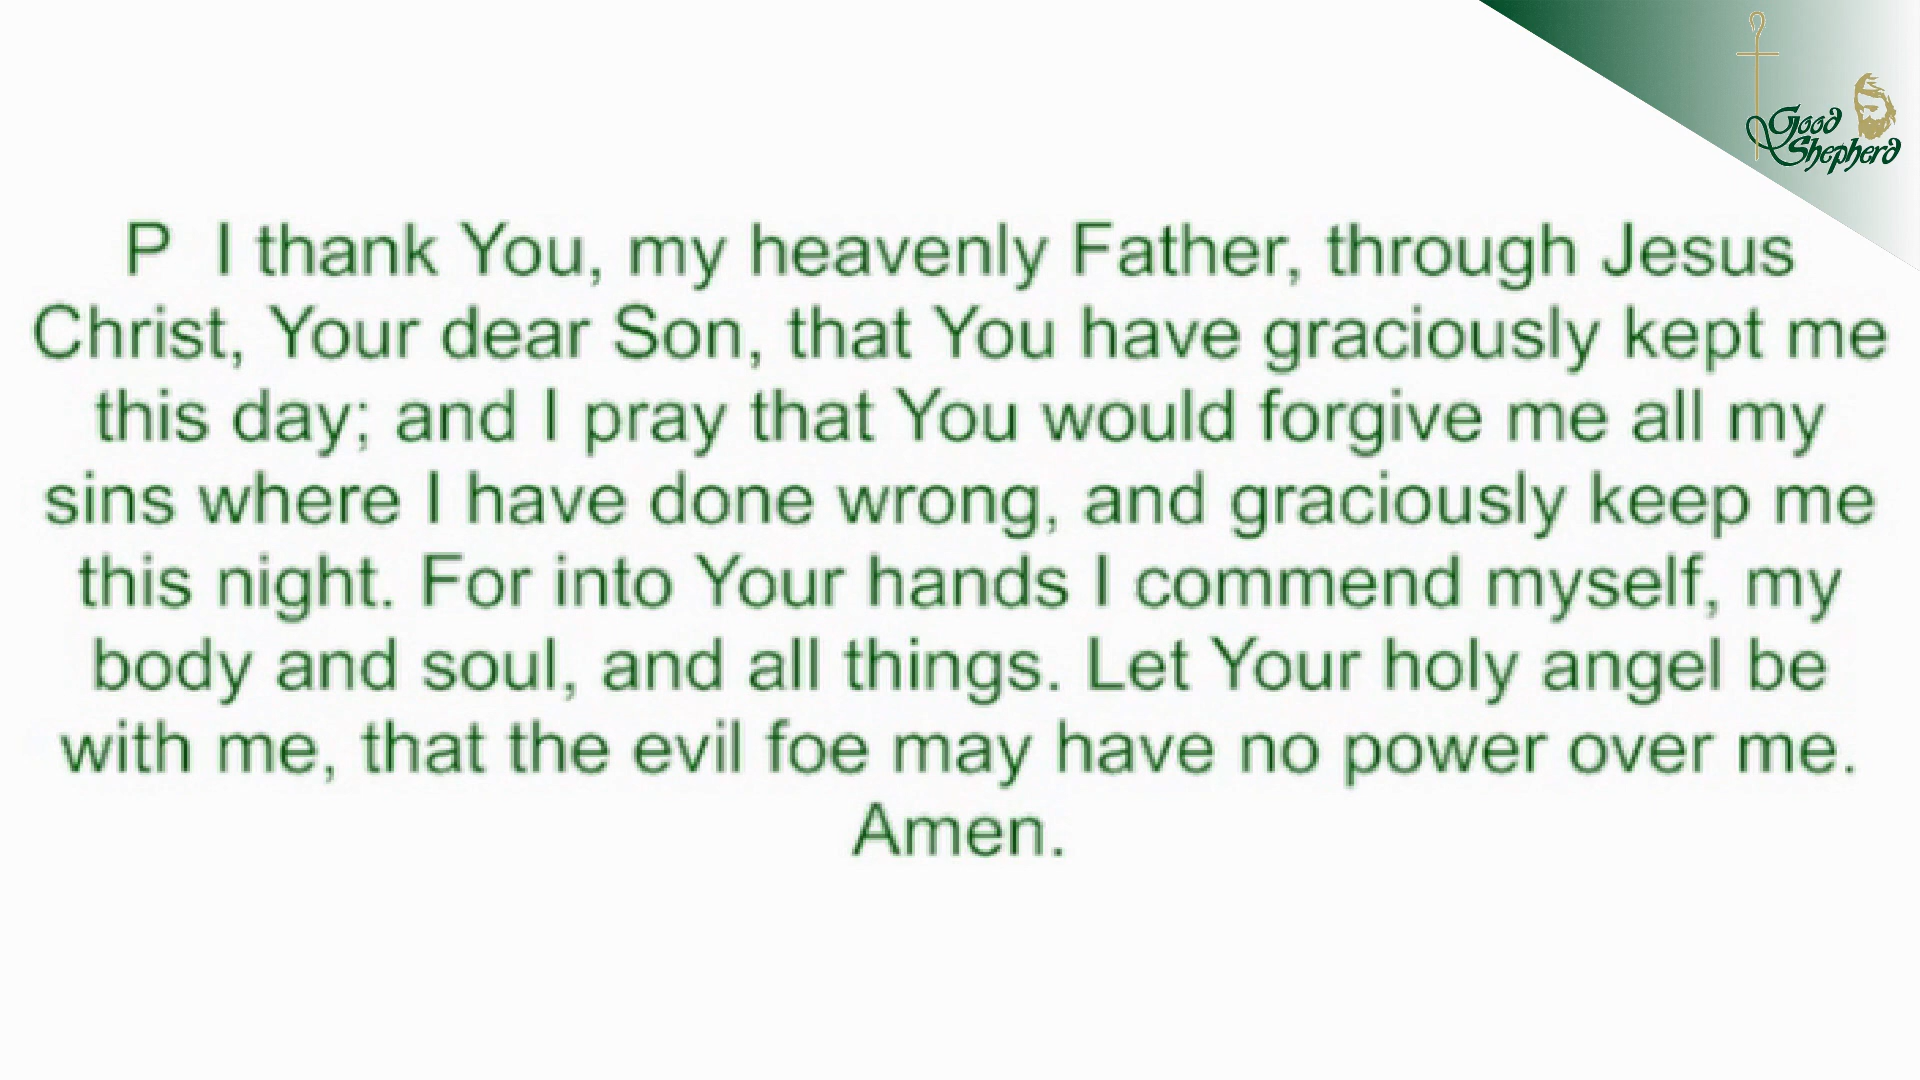 Good
Shepherd
P I thank You, my heavenly Father, through Jesus
Christ, Your dear Son, that You have graciously kept me
this day; and I pray that You would forgive me all my
sins where I have done wrong, and graciously keep me
this night. For into Your hands I commend myself, my
body and soul, and all things. Let Your holy angel be
with me, that the evil foe may have no power over me.
Amen.